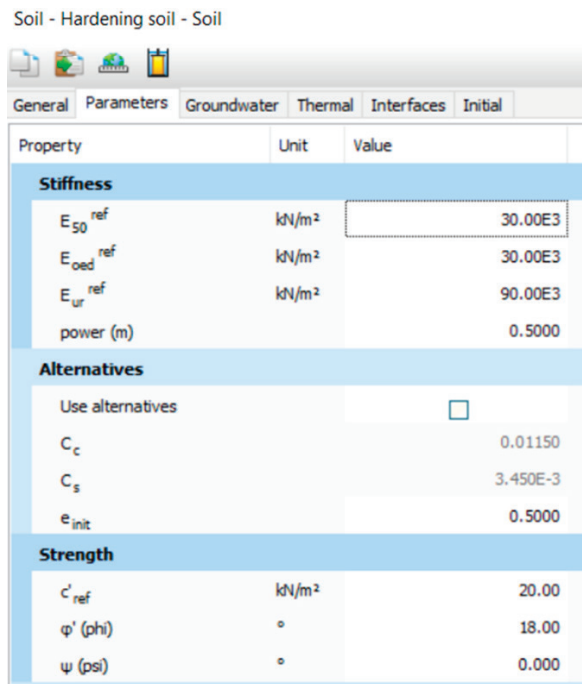 Soil - Hardening soil - Soil
General Parameters Groundwater Thermal Interfaces Initial
Property Unit Value
Stiffness
E50 ref kN/m² 30.00E3
Eoed ref kN/m² 30.00E3
Eur ref kN/m² 90.00E3
power (m) 0.5000
Alternatives
Use alternatives
Cc 0.01150
Cs 3.450E-3
einit 0.5000
Strength
c'ref kN/m² 20.00
φ' (phi) ° 18.00
ψ (psi) ° 0.000